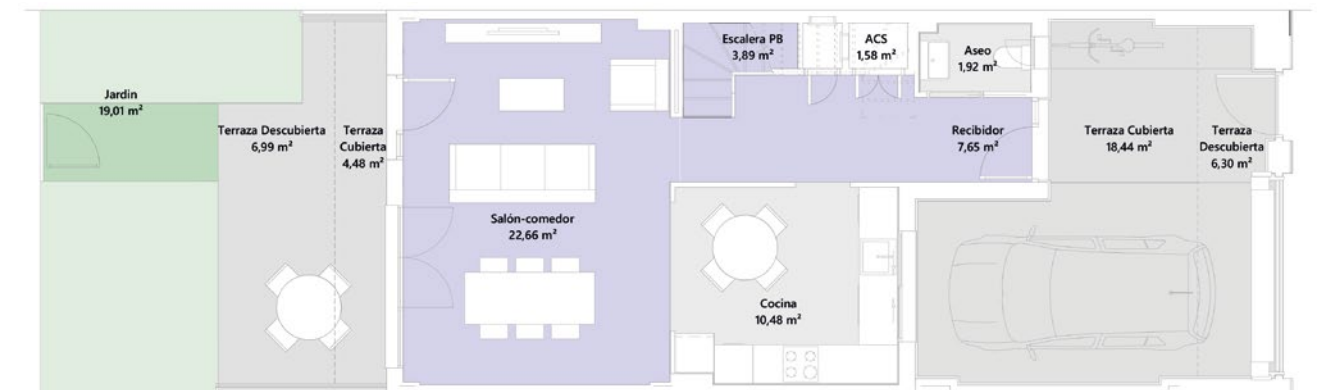 Escalera PB
3,89 m²
ACS
1,58 m²
Aseo
1,92 m²
Jardin
19,01 m²
Terraza Descubierta
6,99 m²
Terraza
Cubierta
4,48 m²
Recibidor
7,65 m²
Terraza Cubierta
18,44 m²
Terraza
Descubierta
6,30 m²
Salón-comedor
22,66 m²
Cocina
10,48 m²